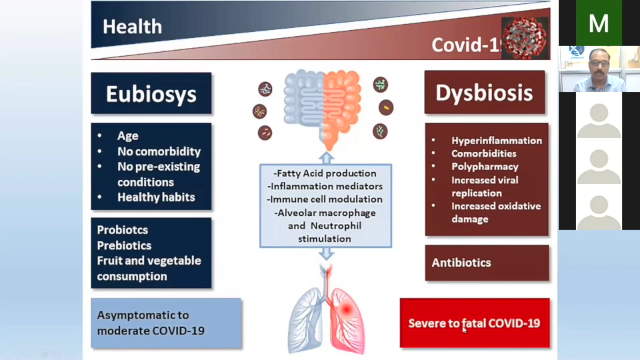 Health
Covid-19
Eubiosys
Dysbiosis
• Age
• No comorbidity
• No pre-existing
conditions
• Healthy habits
Probiotcs
Prebiotics
Fruit and vegetable
consumption
Asymptomatic to
moderate COVID-19
-Fatty Acid production
-Inflammation mediators
-Immune cell modulation
-Alveolar macrophage
and Neutrophil
stimulation
• Hyperinflammation
• Comorbidities
• Polypharmacy
• Increased viral
replication
• Increased oxidative
damage
Antibiotics
Severe to fatal COVID-19
M